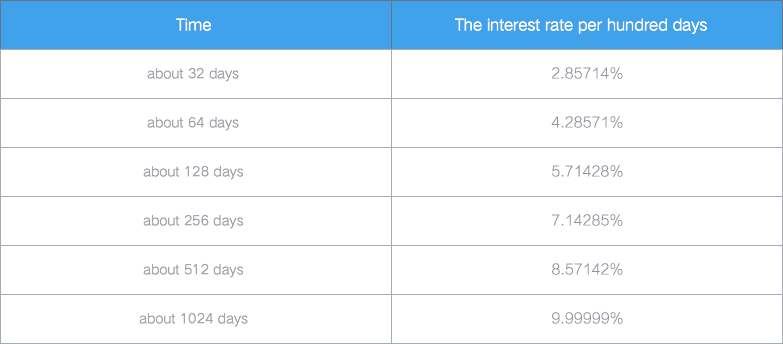 Time The interest rate per hundred days
about 32 days 2.85714%
about 64 days 4.28571%
about 128 days 5.71428%
about 256 days 7.14285%
about 512 days 8.57142%
about 1024 days 9.99999%